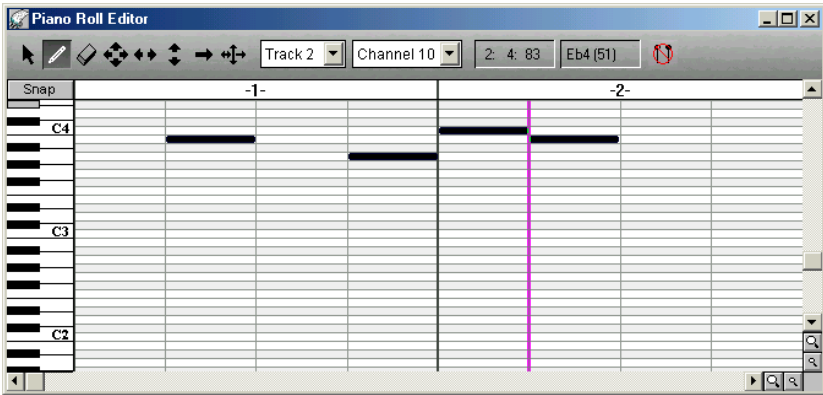 Piano Roll Editor
Track 2 Channel 10 2: 4: 83 Eb4 (51)
Snap -1- -2-
C4
C3
C2